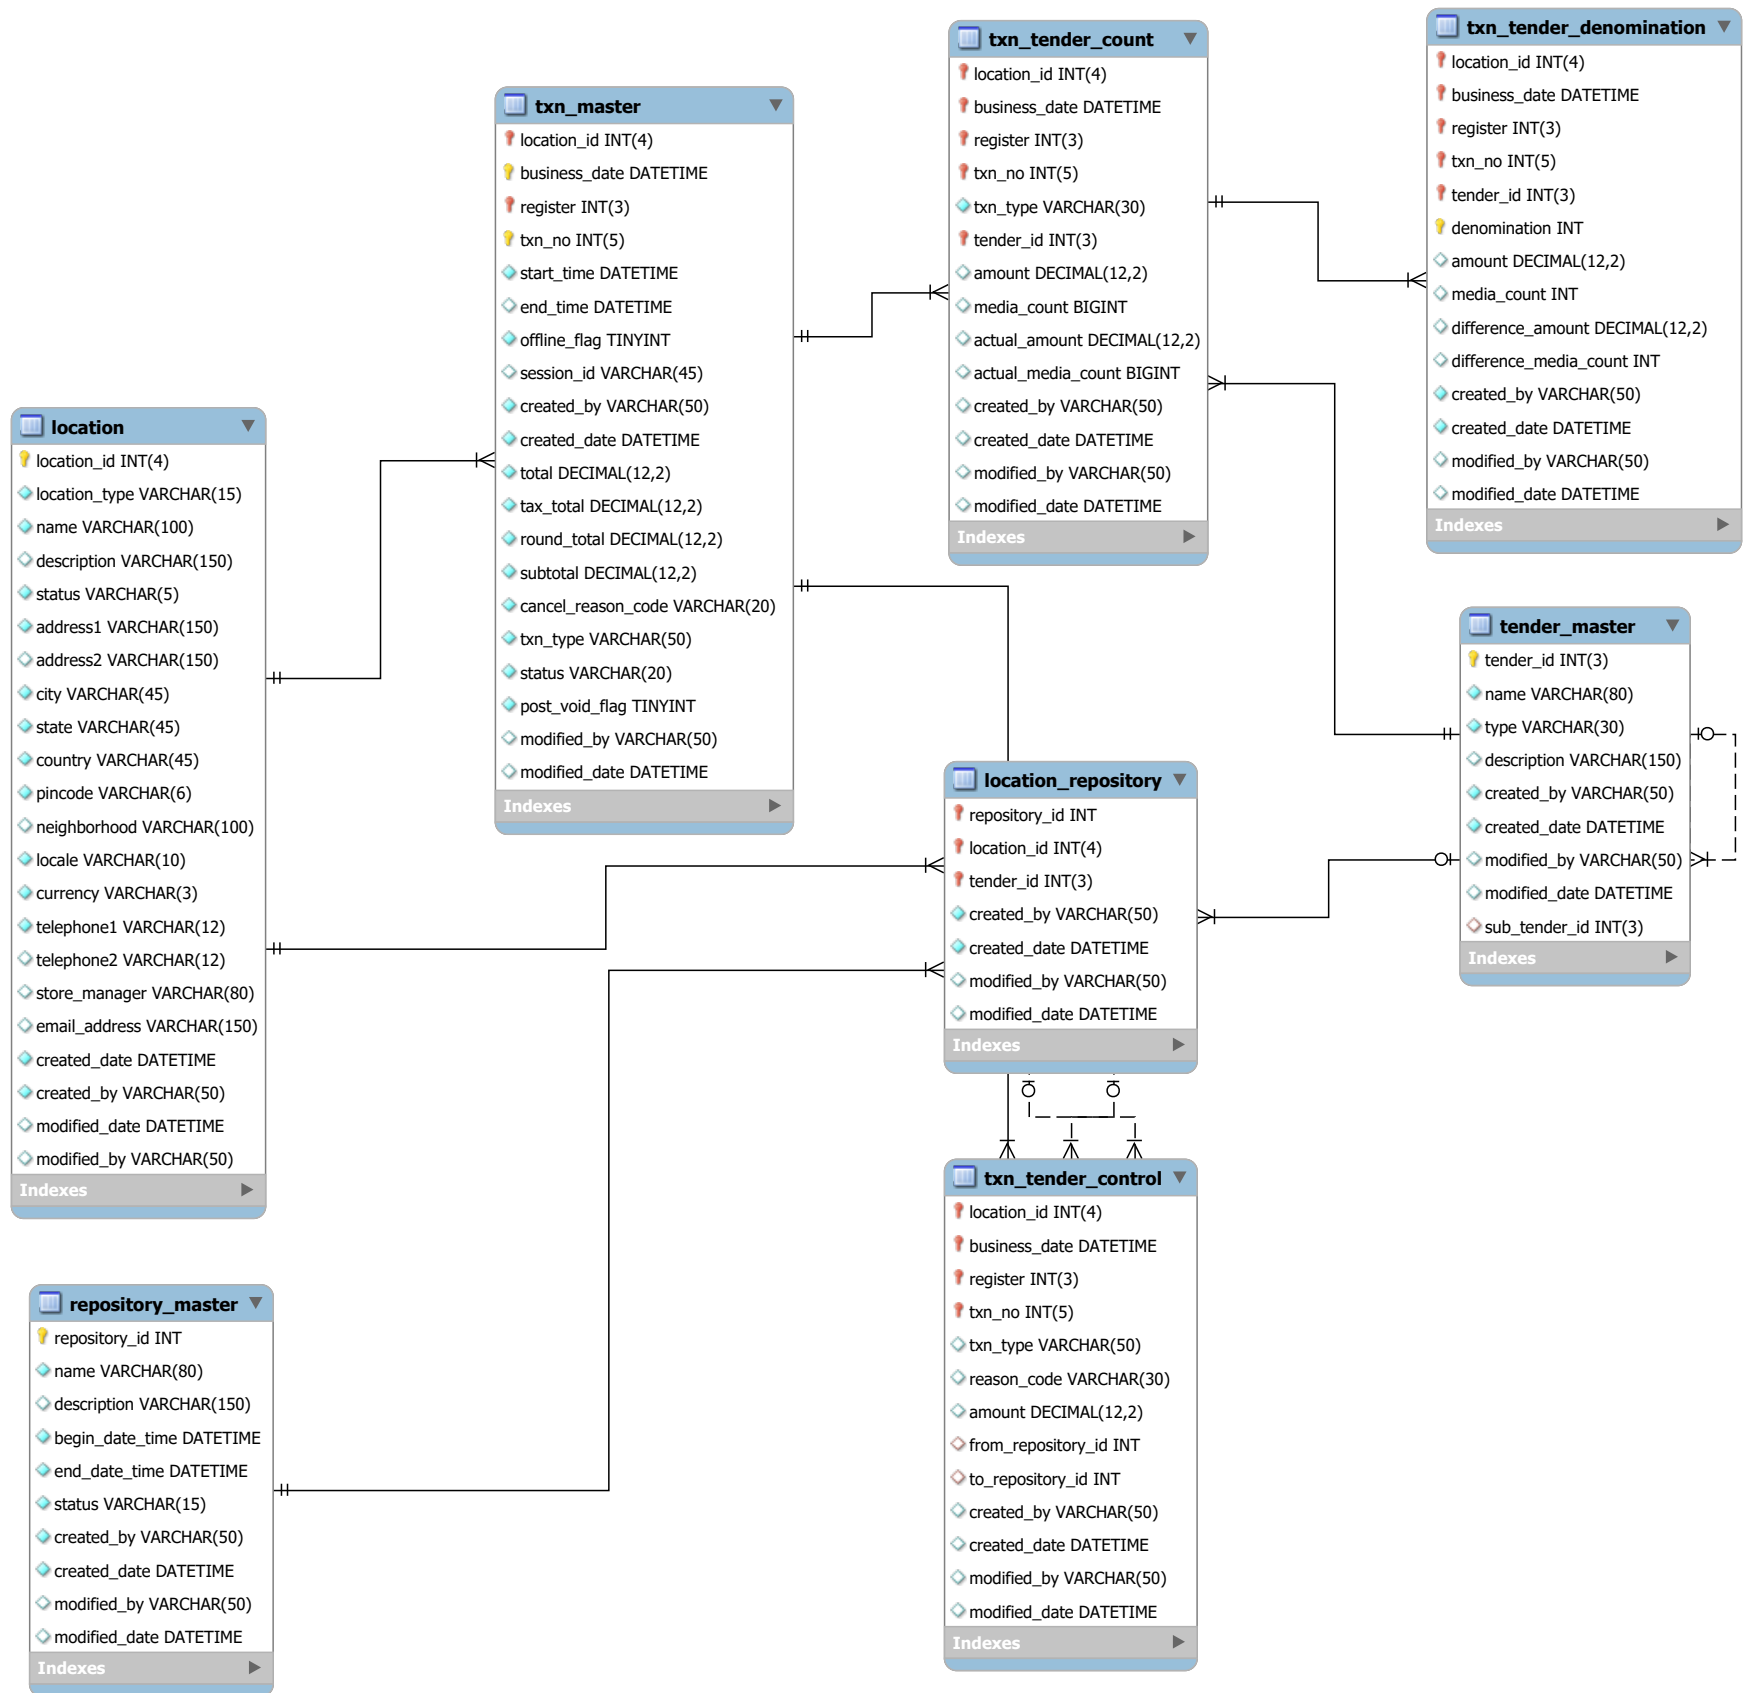 txn_tender_count
location_id INT(4)
business_date DATETIME
register INT(3)
txn_no INT(5)
txn_type VARCHAR(30)
tender_id INT(3)
amount DECIMAL(12,2)
media_count BIGINT
actual_amount DECIMAL(12,2)
actual_media_count BIGINT
created_by VARCHAR(50)
created_date DATETIME
modified_by VARCHAR(50)
modified_date DATETIME
Indexes
txn_tender_denomination
location_id INT(4)
business_date DATETIME
register INT(3)
txn_no INT(5)
tender_id INT(3)
denomination INT
amount DECIMAL(12,2)
media_count INT
difference_amount DECIMAL(12,2)
difference_media_count INT
created_by VARCHAR(50)
created_date DATETIME
modified_by VARCHAR(50)
modified_date DATETIME
Indexes
txn_master
location_id INT(4)
business_date DATETIME
register INT(3)
txn_no INT(5)
start_time DATETIME
end_time DATETIME
offline_flag TINYINT
session_id VARCHAR(45)
created_by VARCHAR(50)
created_date DATETIME
total DECIMAL(12,2)
tax_total DECIMAL(12,2)
round_total DECIMAL(12,2)
subtotal DECIMAL(12,2)
cancel_reason_code VARCHAR(20)
txn_type VARCHAR(50)
status VARCHAR(20)
post_void_flag TINYINT
modified_by VARCHAR(50)
modified_date DATETIME
Indexes
location
location_id INT(4)
location_type VARCHAR(15)
name VARCHAR(100)
description VARCHAR(150)
status VARCHAR(5)
address1 VARCHAR(150)
address2 VARCHAR(150)
city VARCHAR(45)
state VARCHAR(45)
country VARCHAR(45)
pincode VARCHAR(6)
neighborhood VARCHAR(100)
locale VARCHAR(10)
currency VARCHAR(3)
telephone1 VARCHAR(12)
telephone2 VARCHAR(12)
store_manager VARCHAR(80)
email_address VARCHAR(150)
created_date DATETIME
created_by VARCHAR(50)
modified_date DATETIME
modified_by VARCHAR(50)
Indexes
tender_master
tender_id INT(3)
name VARCHAR(80)
type VARCHAR(30)
description VARCHAR(150)
created_by VARCHAR(50)
created_date DATETIME
modified_by VARCHAR(50)
modified_date DATETIME
sub_tender_id INT(3)
Indexes
location_repository
repository_id INT
location_id INT(4)
tender_id INT(3)
created_by VARCHAR(50)
created_date DATETIME
modified_by VARCHAR(50)
modified_date DATETIME
Indexes
txn_tender_control
location_id INT(4)
business_date DATETIME
register INT(3)
txn_no INT(5)
txn_type VARCHAR(50)
reason_code VARCHAR(30)
amount DECIMAL(12,2)
from_repository_id INT
to_repository_id INT
created_by VARCHAR(50)
created_date DATETIME
modified_by VARCHAR(50)
modified_date DATETIME
Indexes
repository_master
repository_id INT
name VARCHAR(80)
description VARCHAR(150)
begin_date_time DATETIME
end_date_time DATETIME
status VARCHAR(15)
created_by VARCHAR(50)
created_date DATETIME
modified_by VARCHAR(50)
modified_date DATETIME
Indexes